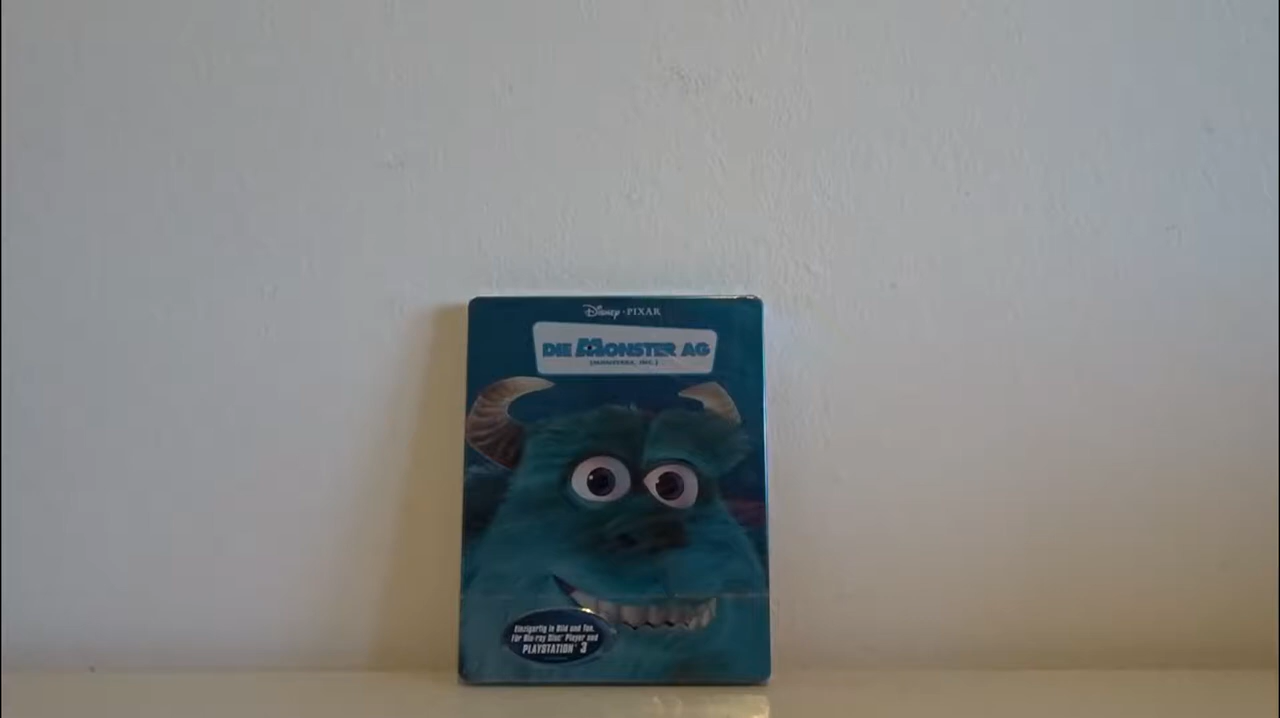 Disney · PIXAR
DIE MONSTER AG
(MONSTERS, INC.)
Einzigartig in Bild und Ton.
Für Blu-ray Disc™ Player und
PLAYSTATION® 3